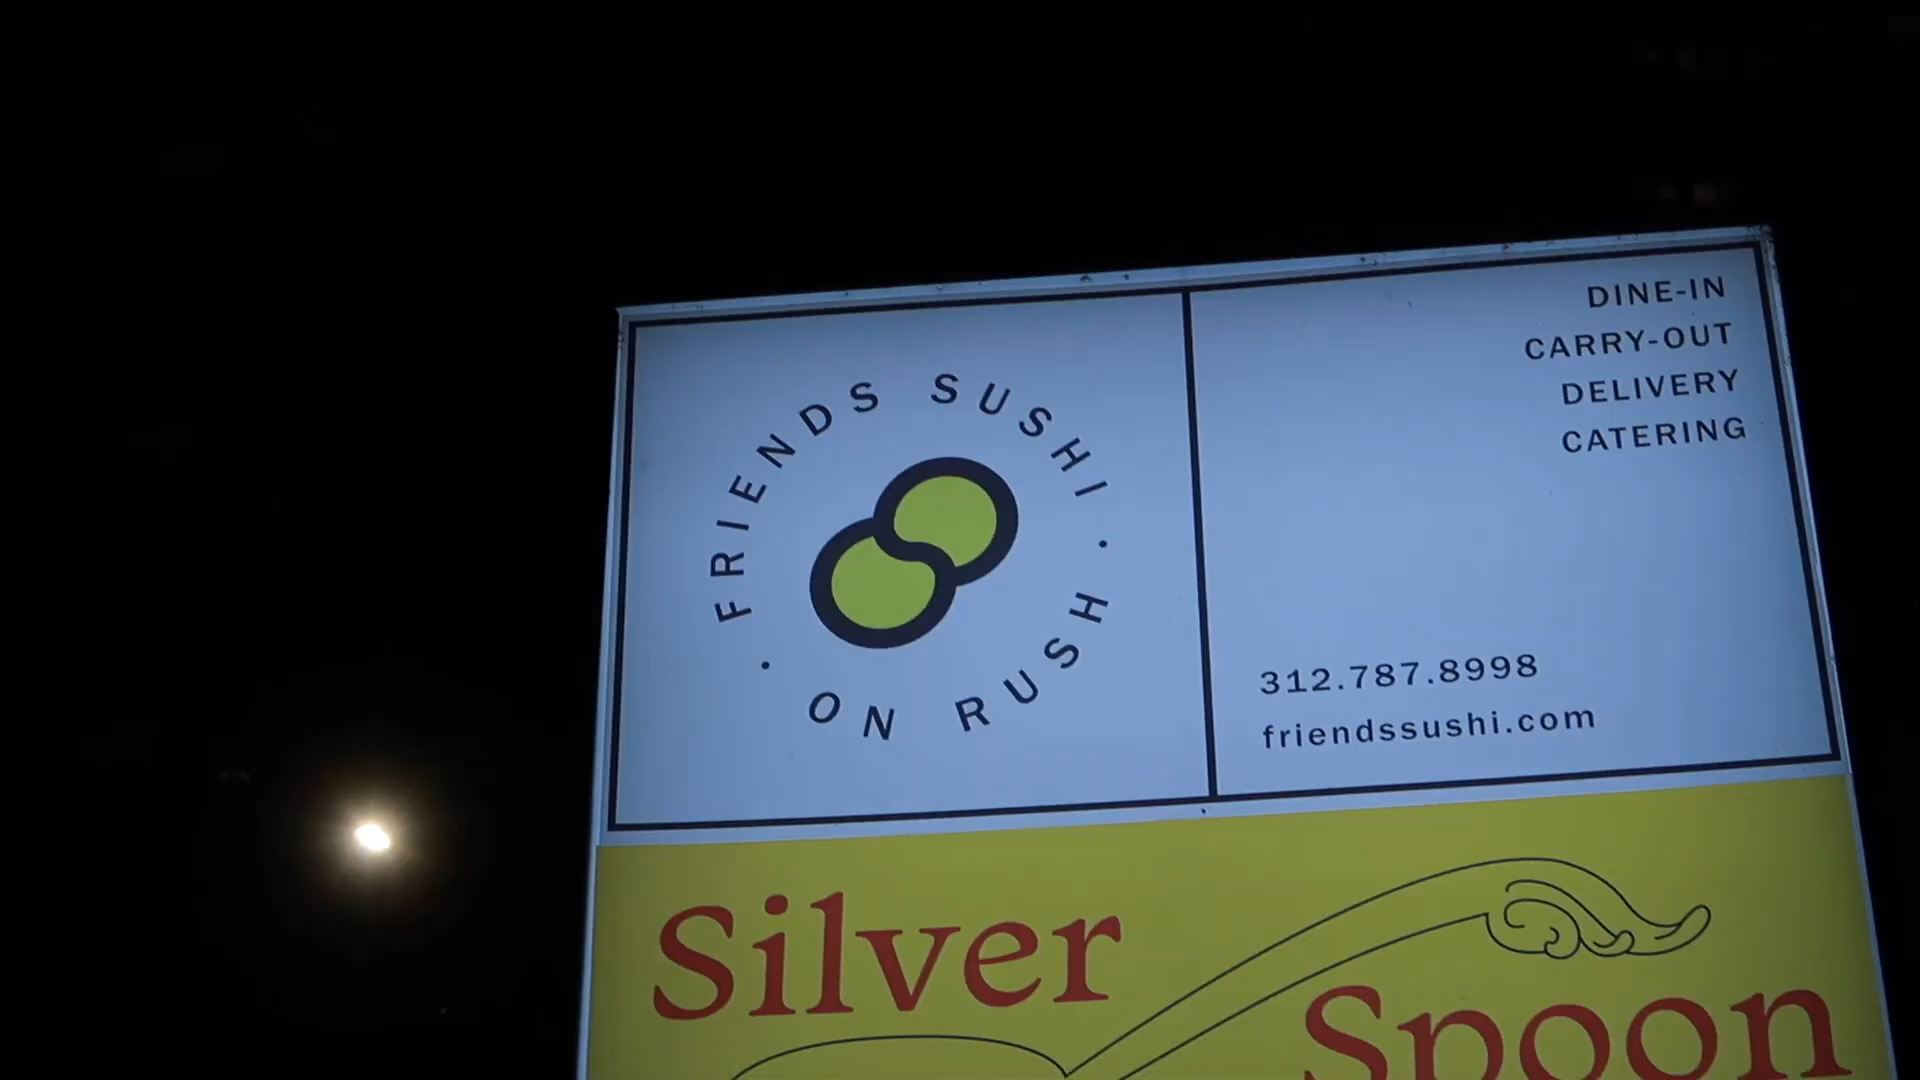 FRIENDS SUSHI
· ON RUSH ·
DINE-IN
CARRY-OUT
DELIVERY
CATERING
312.787.8998
friendssushi.com
Silver
Spoon